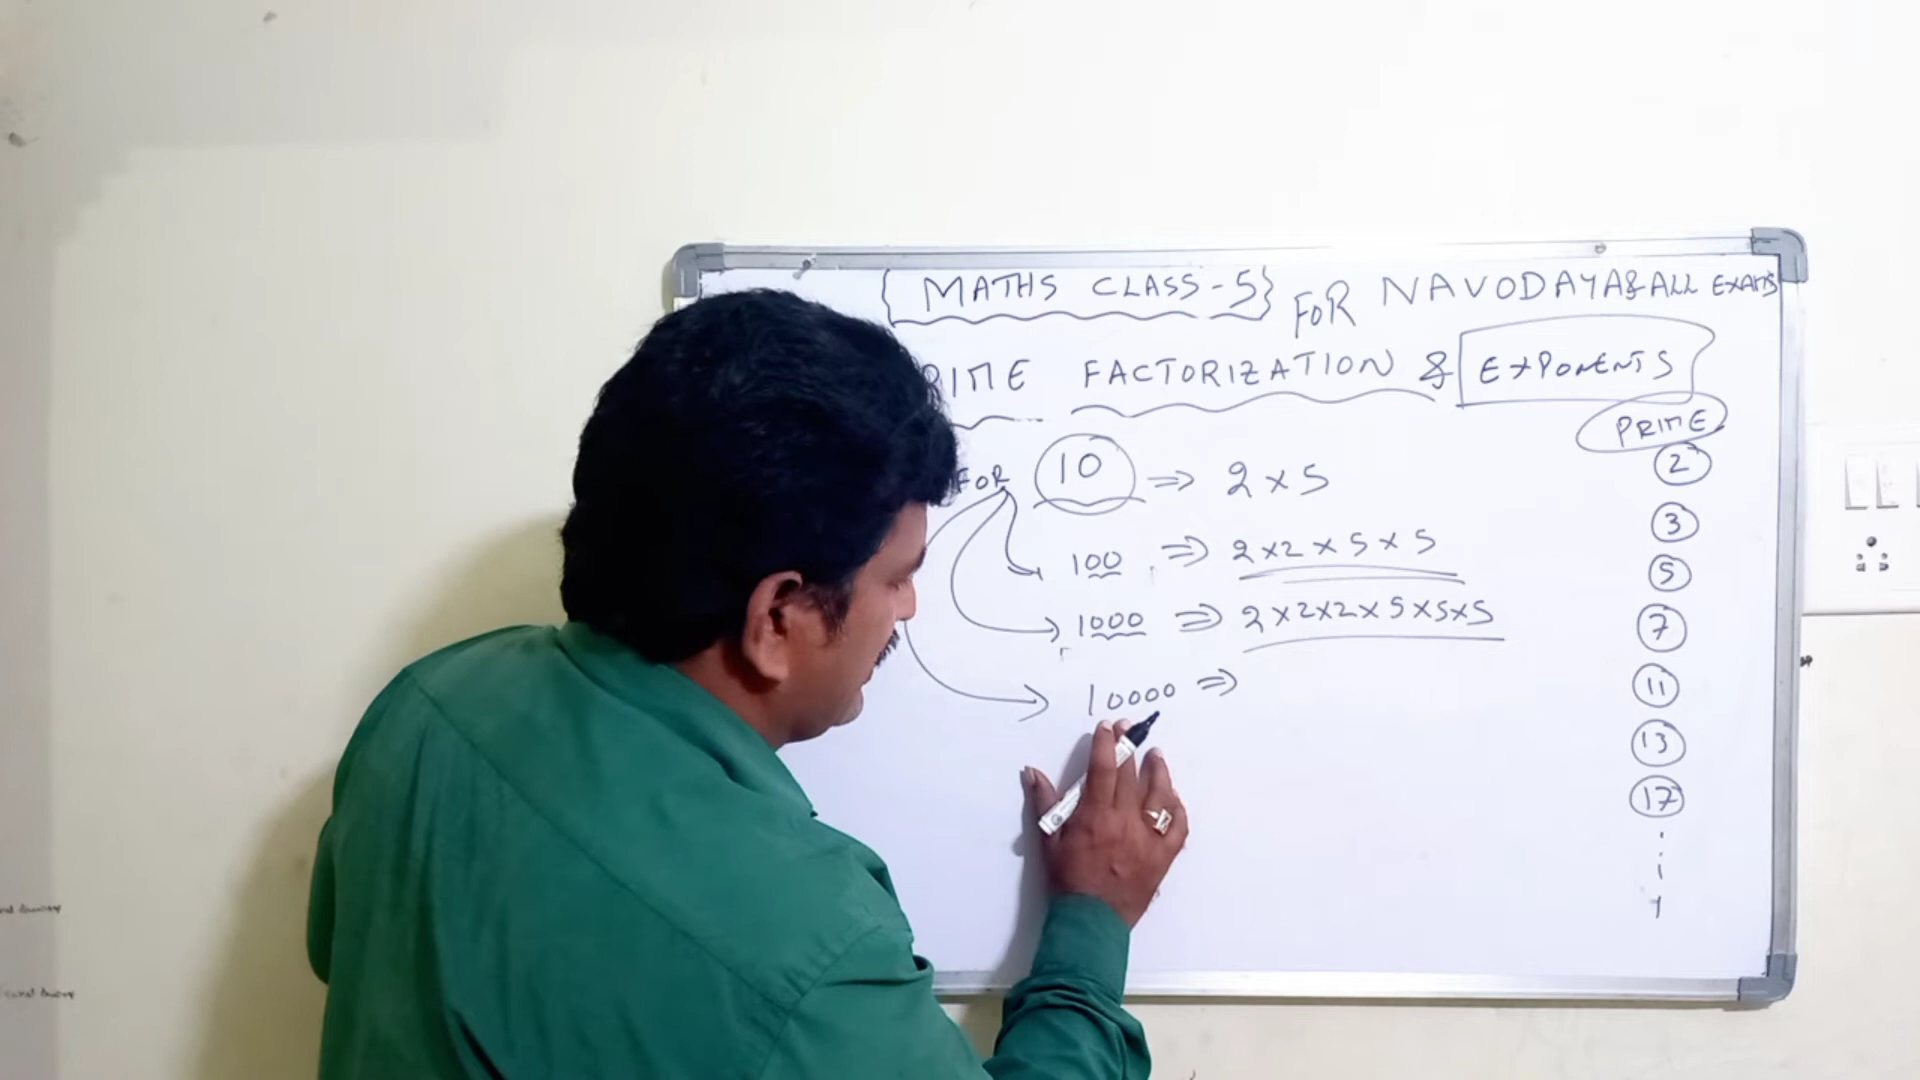 { MATHS CLASS-5} FOR NAVODAYA & ALL EXAMS
RIME FACTORIZATION & EXPONENTS
PRIME
FOR 10 ⇒ 2 × 5
2
3
100 ⇒ 2×2×5×5
5
1000 ⇒ 2×2×2×5×5×5
7
10000 ⇒
11
13
17